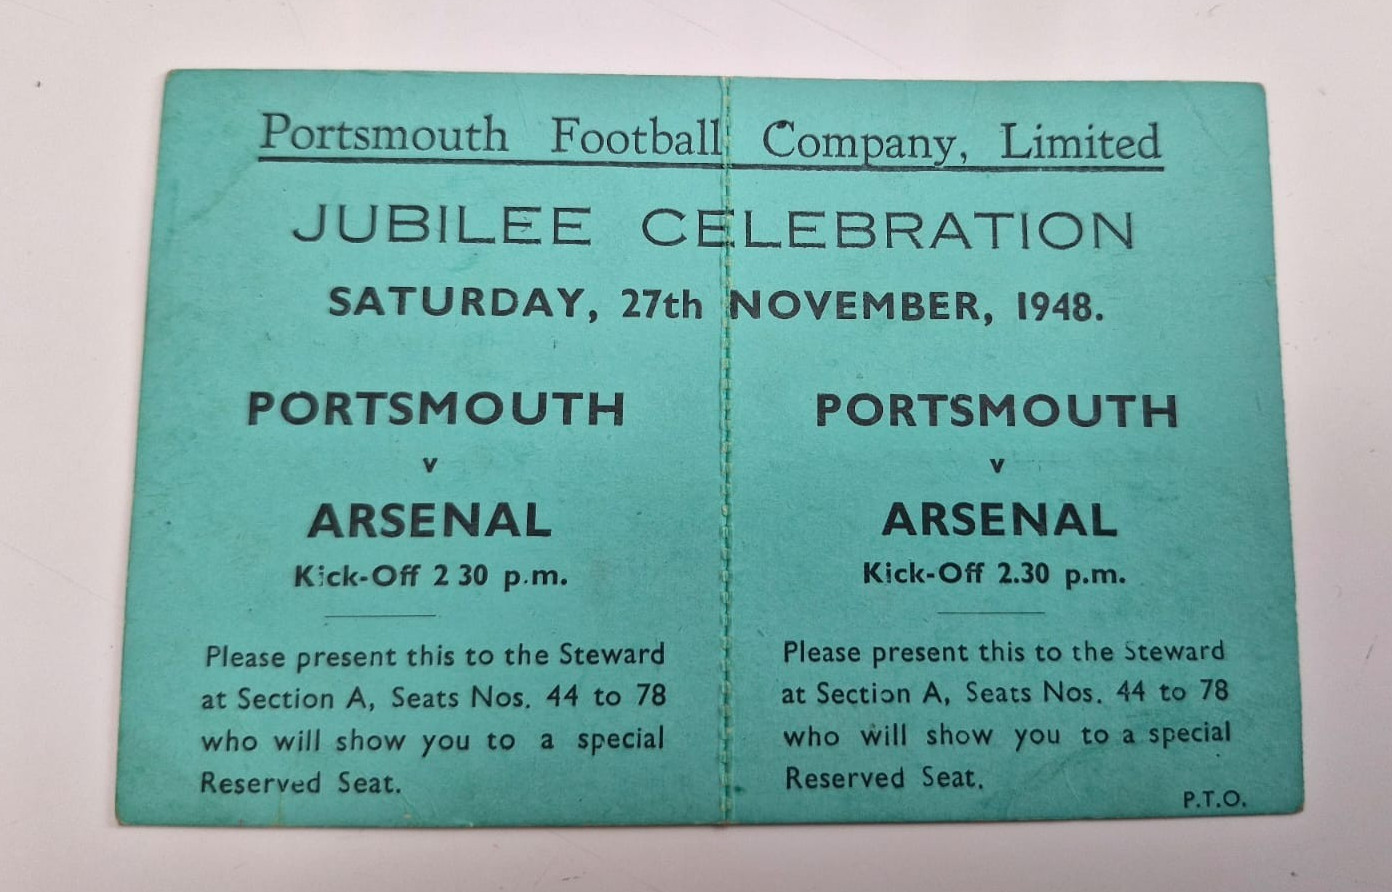 Portsmouth Football Company, Limited
JUBILEE CELEBRATION
SATURDAY, 27th NOVEMBER, 1948.
PORTSMOUTH
v
ARSENAL
Kick-Off 2 30 p.m.
Please present this to the Steward
at Section A, Seats Nos. 44 to 78
who will show you to a special
Reserved Seat.
PORTSMOUTH
v
ARSENAL
Kick-Off 2.30 p.m.
Please present this to the Steward
at Section A, Seats Nos. 44 to 78
who will show you to a special
Reserved Seat.
P.T.O.